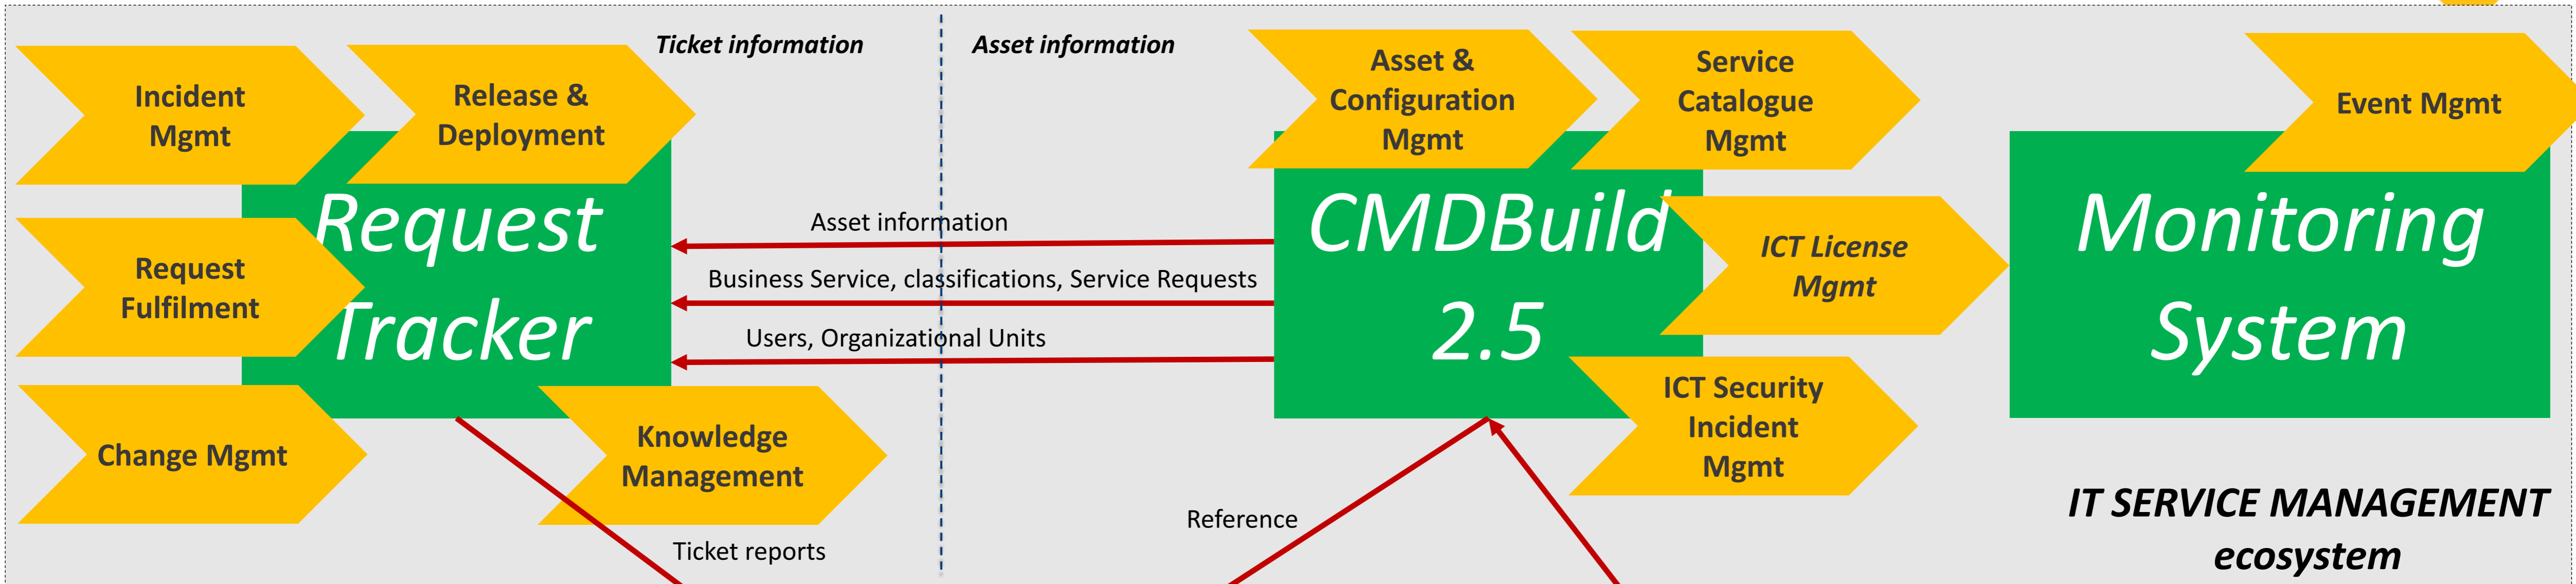 Ticket information
Asset information
Incident
Mgmt
Release &
Deployment
Asset &
Configuration
Mgmt
Service
Catalogue
Mgmt
Event Mgmt
Request
Tracker
Request
Fulfilment
Change Mgmt
Knowledge
Management
Asset information
Business Service, classifications, Service Requests
Users, Organizational Units
CMDBuild
2.5
ICT License
Mgmt
ICT Security
Incident
Mgmt
Monitoring
System
Ticket reports
Reference
IT SERVICE MANAGEMENT
ecosystem